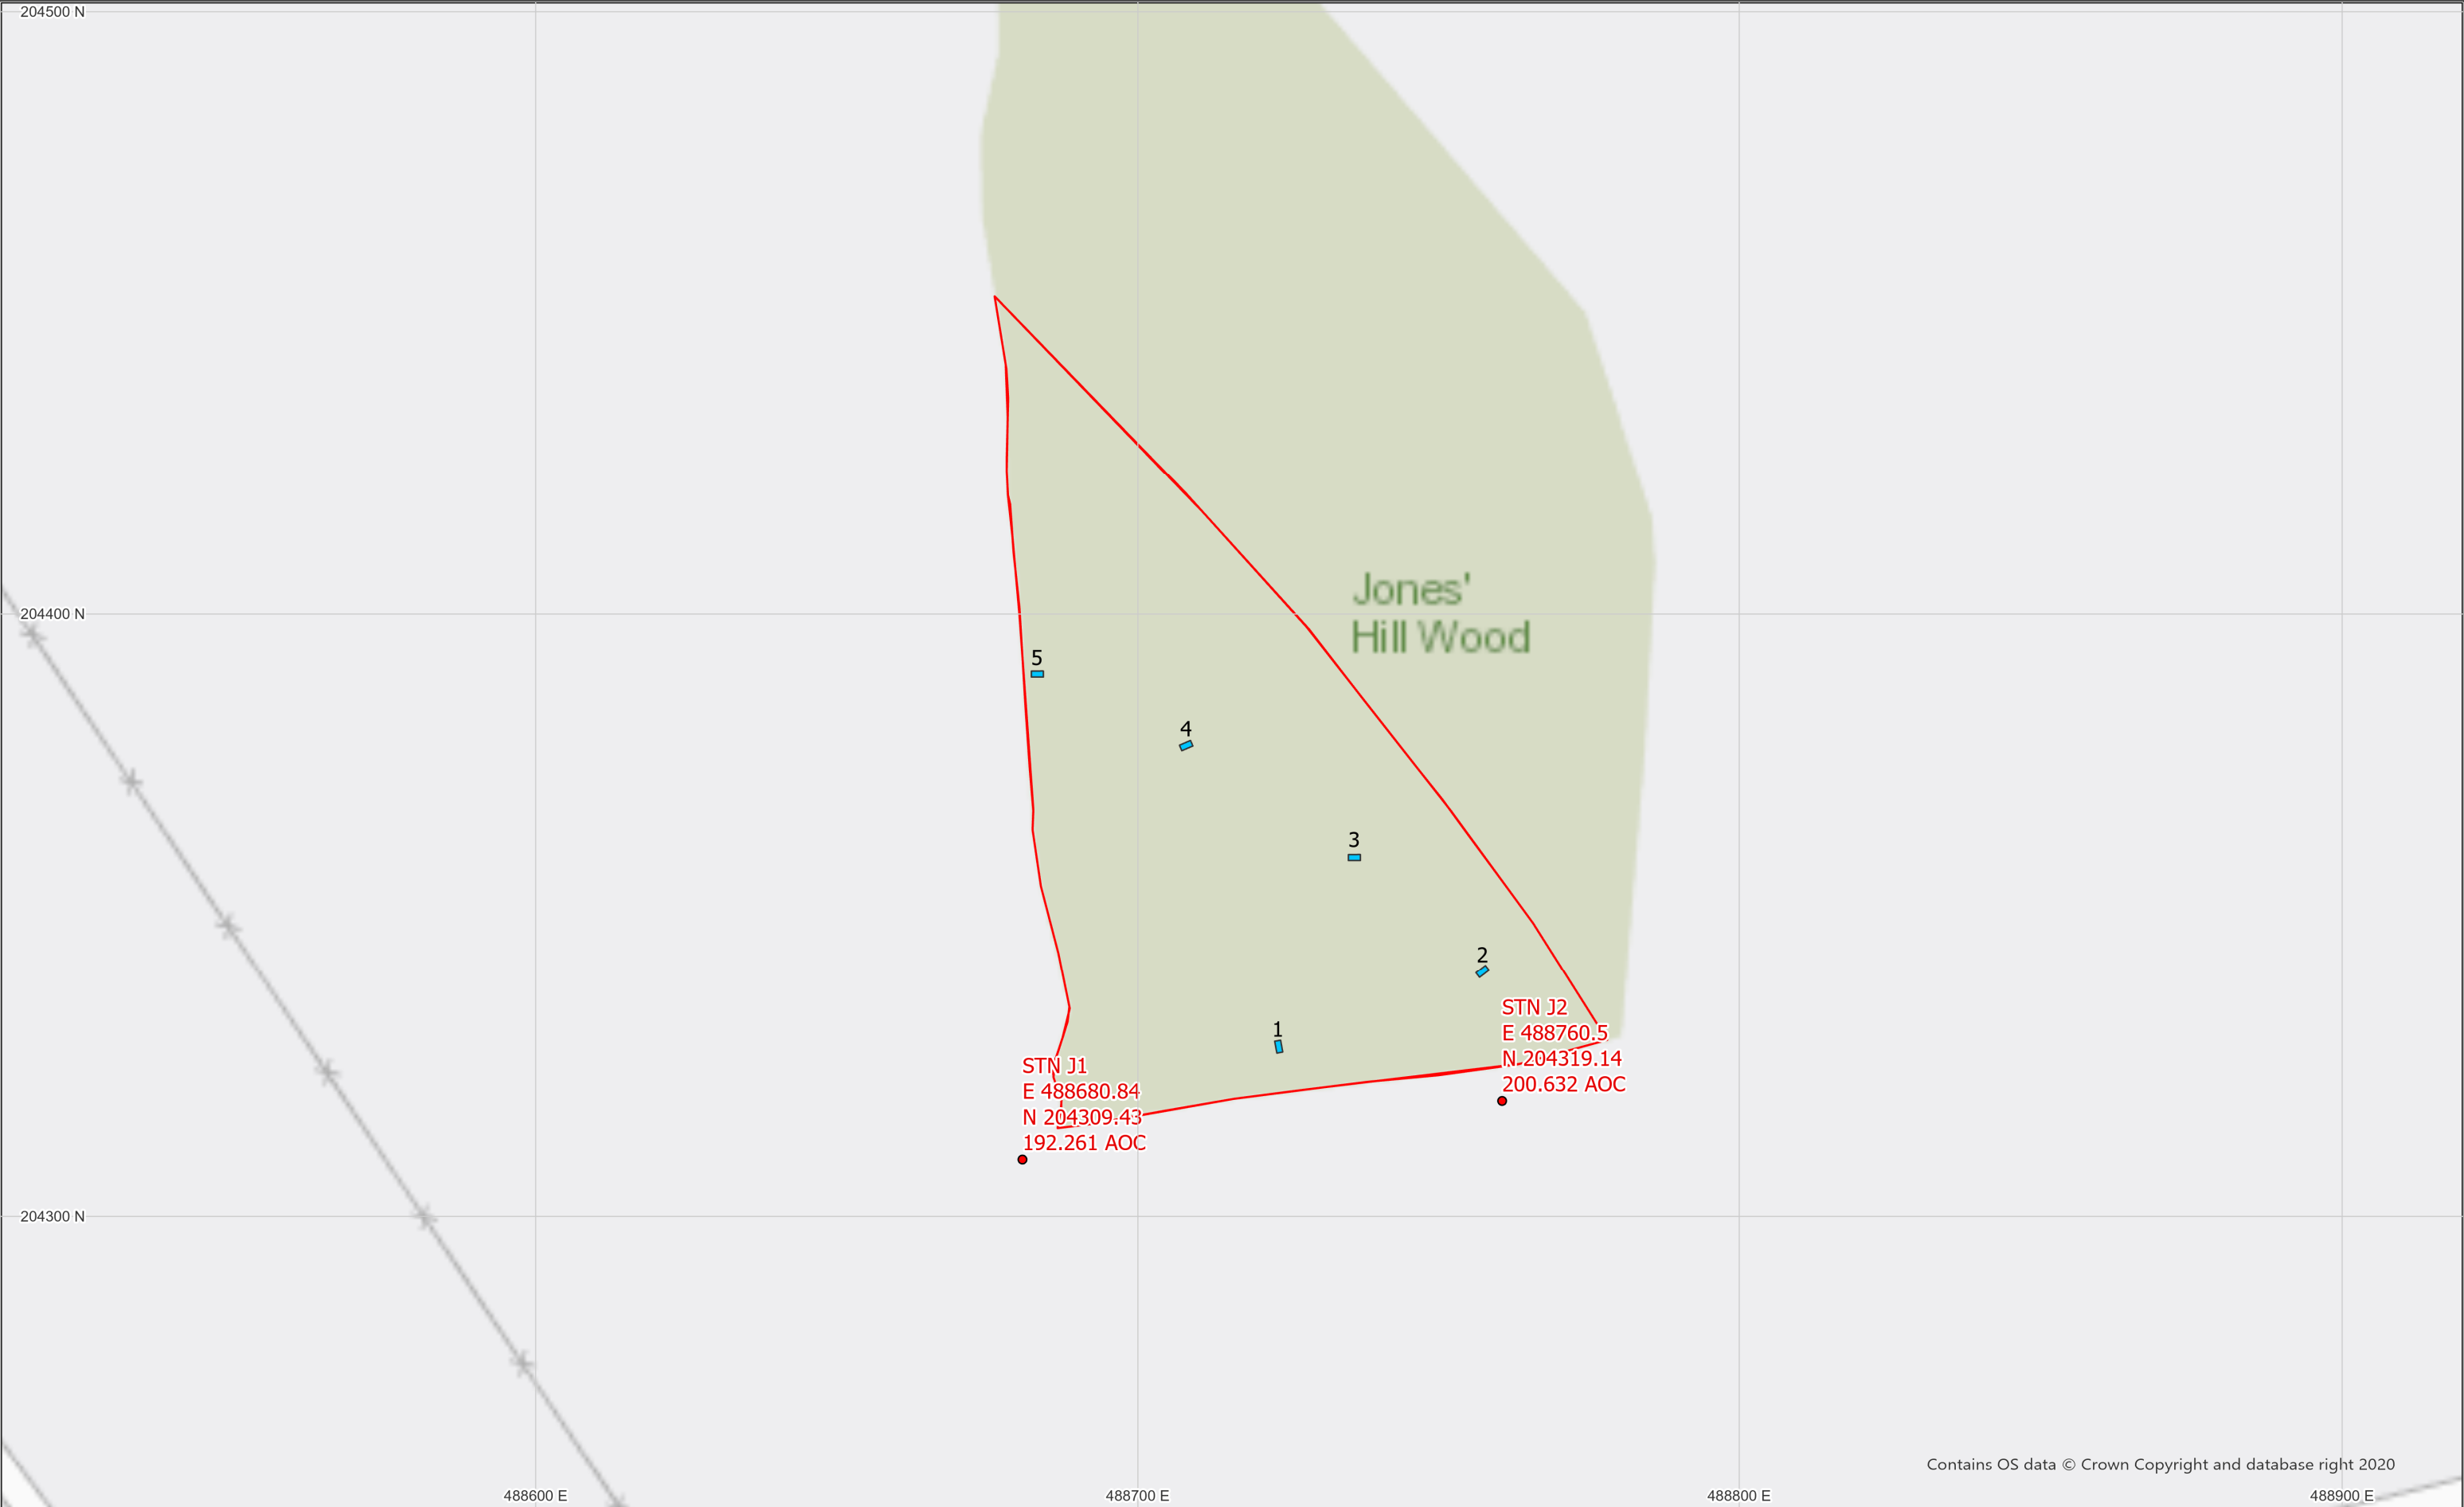 204500 N
Jones'
Hill Wood
204400 N
5
4
3
2
1
STN J2
E 488760.5
N 204319.14
200.632 AOC
STN J1
E 488680.84
N 204309.43
192.261 AOC
204300 N
Contains OS data © Crown Copyright and database right 2020
488600 E
488700 E
488800 E
488900 E